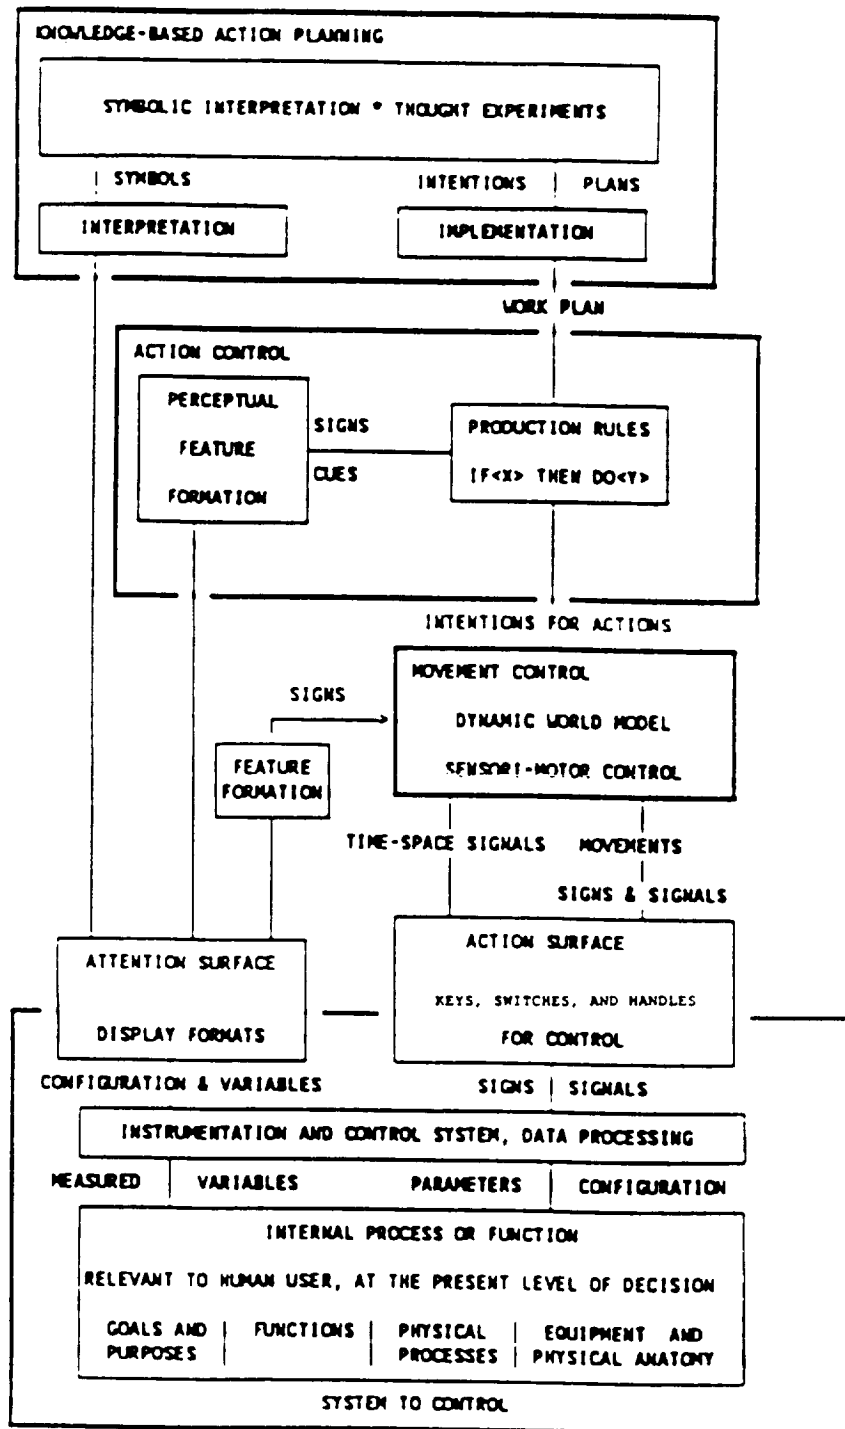 KNOWLEDGE-BASED ACTION PLANNING
SYMBOLIC INTERPRETATION * THOUGHT EXPERIMENTS
SYMBOLS
INTENTIONS PLANS
INTERPRETATION
IMPLEMENTATION
WORK PLAN
ACTION CONTROL
PERCEPTUAL
FEATURE
FORMATION
SIGNS
CUES
PRODUCTION RULES
IF<X> THEN DO<Y>
INTENTIONS FOR ACTIONS
MOVEMENT CONTROL
DYNAMIC WORLD MODEL
SENSORI-MOTOR CONTROL
SIGNS
FEATURE
FORMATION
TIME-SPACE SIGNALS MOVEMENTS
SIGNS & SIGNALS
ATTENTION SURFACE
DISPLAY FORMATS
ACTION SURFACE
KEYS, SWITCHES, AND HANDLES
FOR CONTROL
CONFIGURATION & VARIABLES
SIGNS SIGNALS
INSTRUMENTATION AND CONTROL SYSTEM, DATA PROCESSING
MEASURED VARIABLES PARAMETERS CONFIGURATION
INTERNAL PROCESS OR FUNCTION
RELEVANT TO HUMAN USER, AT THE PRESENT LEVEL OF DECISION
GOALS AND
PURPOSES
FUNCTIONS
PHYSICAL
PROCESSES
EQUIPMENT AND
PHYSICAL ANATOMY
SYSTEM TO CONTROL